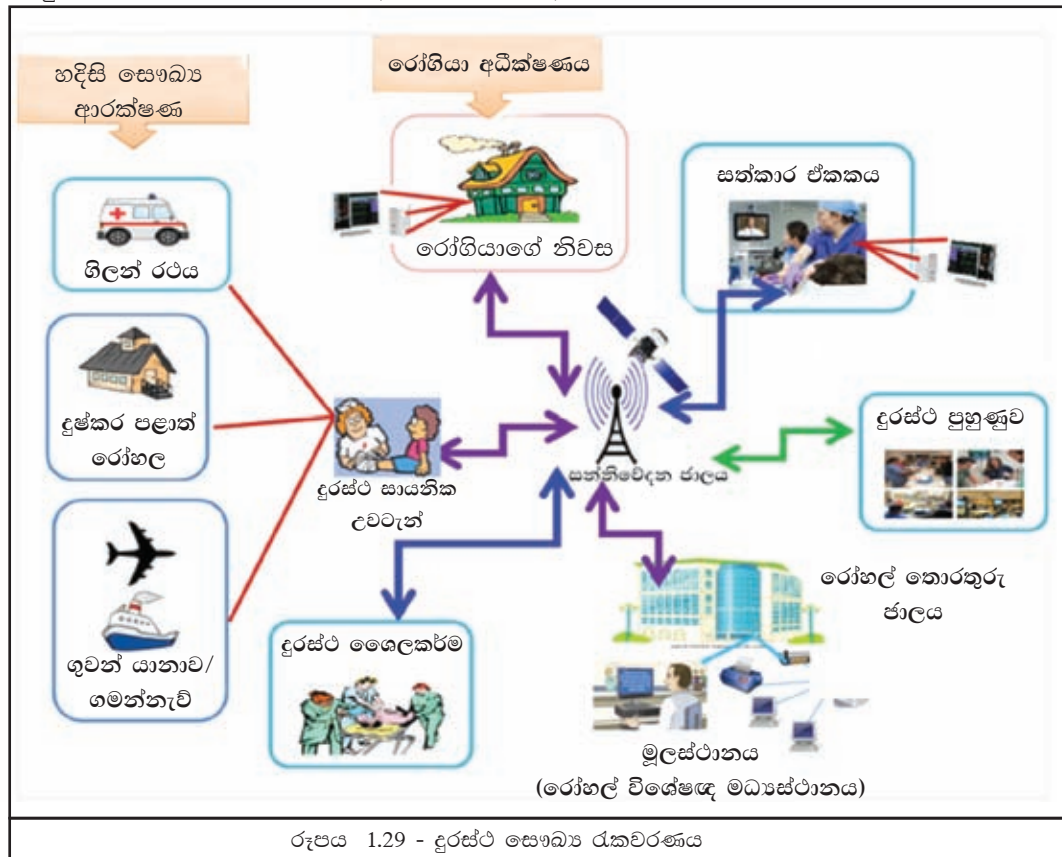 හදිසි සෞඛ්‍ය
ආරක්ෂණ
රෝගියා අධීක්ෂණය
ගිලන් රථය
දුෂ්කර පළාත්
රෝහල
ගුවන් යානාව/
ගමන්නැව්
රෝගියාගේ නිවස
සත්කාර ඒකකය
දුරස්ථ සායනික
උවටැන්
සන්නිවේදන ජාලය
දුරස්ථ පුහුණුව
දුරස්ථ ශෛලකර්ම
රෝහල් තොරතුරු
ජාලය
මූලස්ථානය
(රෝහල් විශේෂඥ මධ්‍යස්ථානය)
රූපය 1.29 - දුරස්ථ සෞඛ්‍ය රැකවරණය